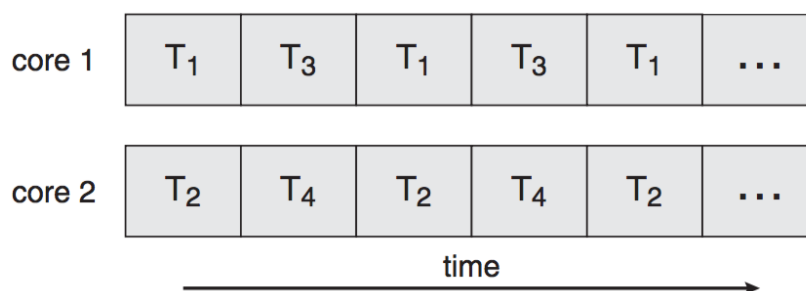 core 1 T₁ T₃ T₁ T₃ T₁ ...
core 2 T₂ T₄ T₂ T₄ T₂ ...
time